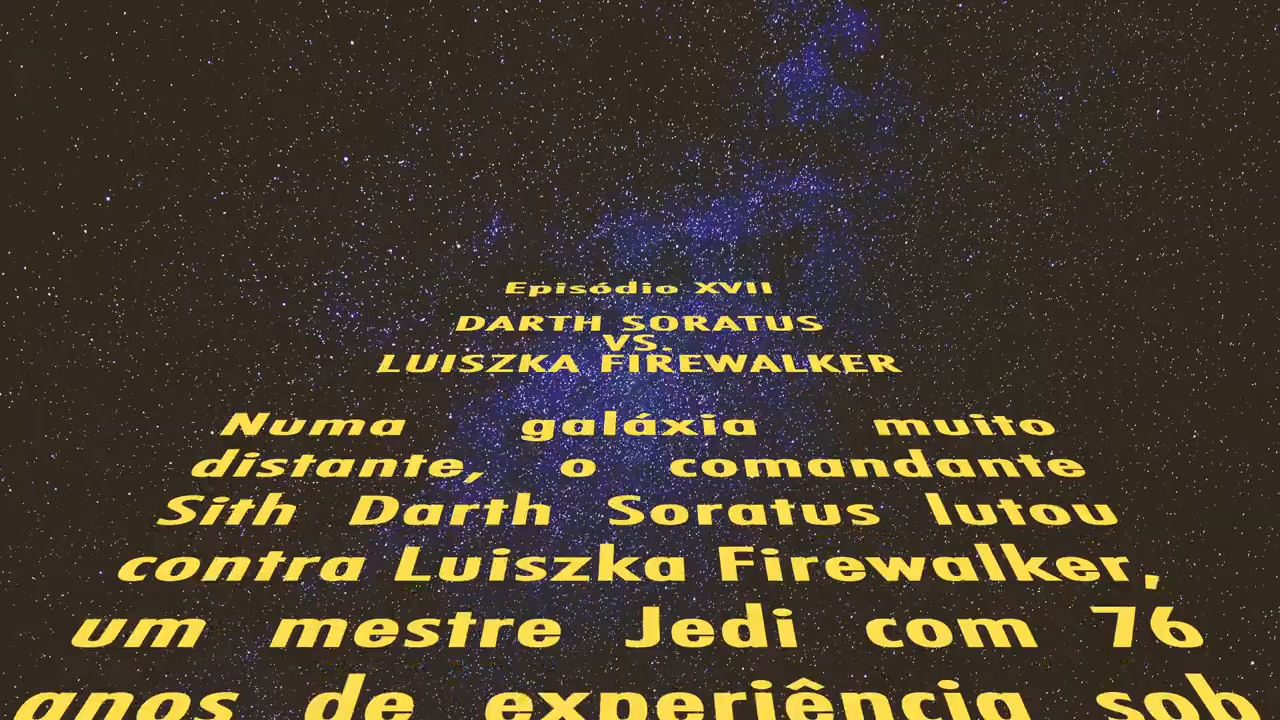 Episódio XVII
DARTH SORATUS
VS.
LUISZKA FIREWALKER
Numa galáxia muito
distante, o comandante
Sith Darth Soratus lutou
contra Luiszka Firewalker,
um mestre Jedi com 76
anos de experiência sob